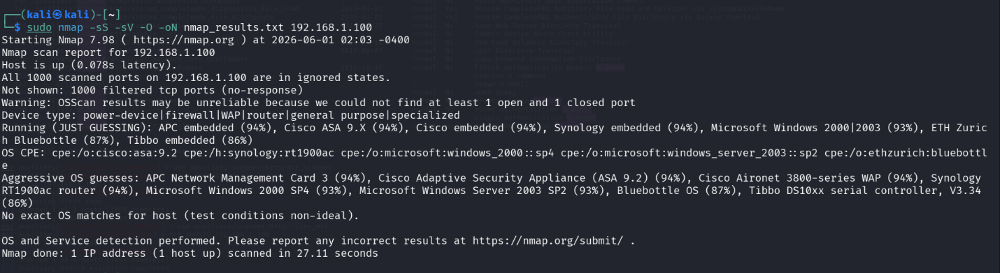 ┌──(kali㉿kali)-[~]
└─$ sudo nmap -sS -sV -O -oN nmap_results.txt 192.168.1.100
Starting Nmap 7.98 ( https://nmap.org ) at 2026-06-01 02:03 -0400
Nmap scan report for 192.168.1.100
Host is up (0.078s latency).
All 1000 scanned ports on 192.168.1.100 are in ignored states.
Not shown: 1000 filtered tcp ports (no-response)
Warning: OSScan results may be unreliable because we could not find at least 1 open and 1 closed port
Device type: power-device|firewall|WAP|router|general purpose|specialized
Running (JUST GUESSING): APC embedded (94%), Cisco ASA 9.X (94%), Cisco embedded (94%), Synology embedded (94%), Microsoft Windows 2000|2003 (93%), ETH Zuric
h Bluebottle (87%), Tibbo embedded (86%)
OS CPE: cpe:/o:cisco:asa:9.2 cpe:/h:synology:rt1900ac cpe:/o:microsoft:windows_2000::sp4 cpe:/o:microsoft:windows_server_2003::sp2 cpe:/o:ethzurich:bluebottl
e
Aggressive OS guesses: APC Network Management Card 3 (94%), Cisco Adaptive Security Appliance (ASA 9.2) (94%), Cisco Aironet 3800-series WAP (94%), Synology
RT1900ac router (94%), Microsoft Windows 2000 SP4 (93%), Microsoft Windows Server 2003 SP2 (93%), Bluebottle OS (87%), Tibbo DS10xx serial controller, V3.34
(86%)
No exact OS matches for host (test conditions non-ideal).
OS and Service detection performed. Please report any incorrect results at https://nmap.org/submit/ .
Nmap done: 1 IP address (1 host up) scanned in 27.11 seconds